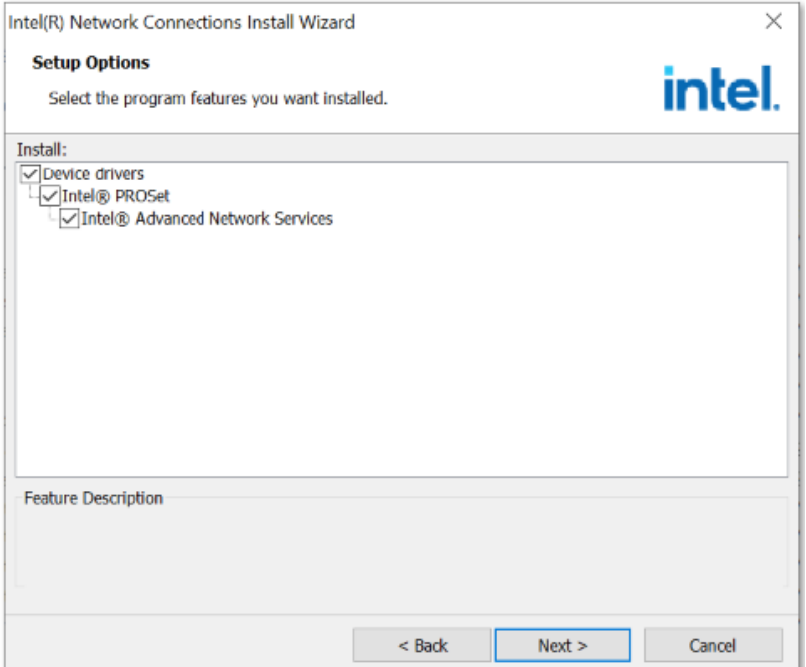 Intel(R) Network Connections Install Wizard
Setup Options
Select the program features you want installed.
intel.
Install:
Device drivers
Intel® PROSet
Intel® Advanced Network Services
Feature Description
< Back
Next >
Cancel